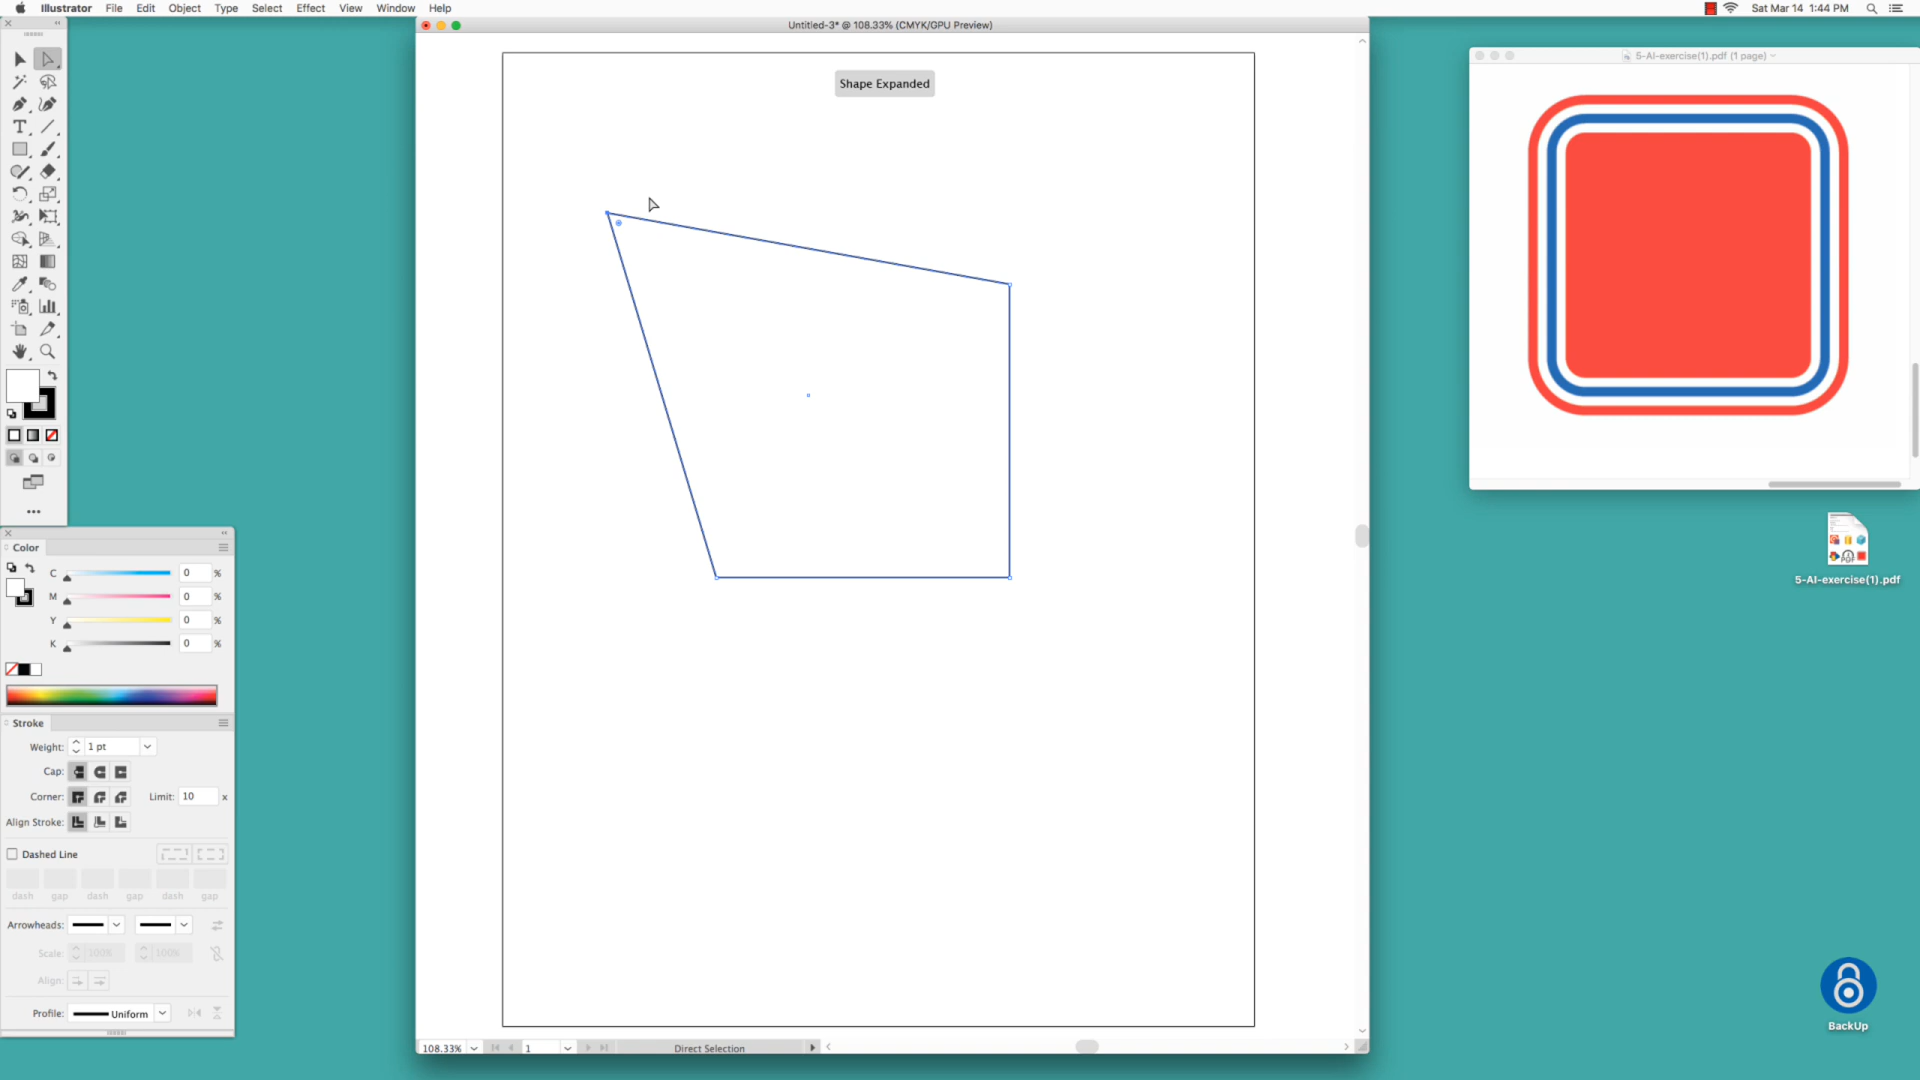 Illustrator File Edit Object Type Select Effect View Window Help
Sat Mar 14 1:44 PM
Untitled-3* @ 108.33% (CMYK/GPU Preview)
5-AI-exercise(1).pdf (1 page)
Shape Expanded
T
Color
C 0 %
M 0 %
Y 0 %
K 0 %
Stroke
Weight: 1 pt
Cap:
Corner: Limit: 10 x
Align Stroke:
Dashed Line
dash gap dash gap dash gap
Arrowheads:
Scale: 100% 100%
Align:
Profile: Uniform
108.33% 1 Direct Selection
PDF
5-AI-exercise(1).pdf
BackUp